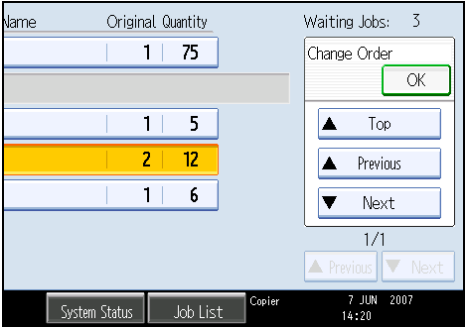 Name Original Quantity Waiting Jobs: 3
1 75 Change Order
OK
1 5 ▲ Top
2 12 ▲ Previous
1 6 ▼ Next
1/1
▲ Previous ▼ Next
System Status Job List Copier 7 JUN 2007
14:20